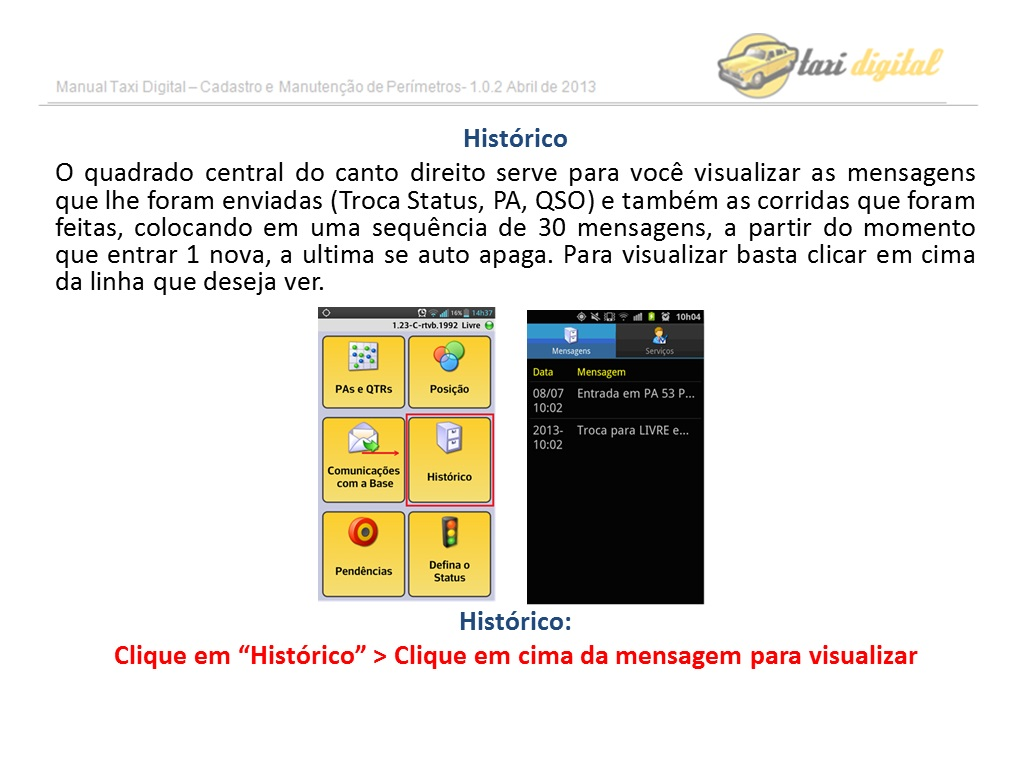 taxi digital
Manual Taxi Digital – Cadastro e Manutenção de Perímetros- 1.0.2 Abril de 2013
Histórico
O quadrado central do canto direito serve para você visualizar as mensagens
que lhe foram enviadas (Troca Status, PA, QSO) e também as corridas que foram
feitas, colocando em uma sequência de 30 mensagens, a partir do momento
que entrar 1 nova, a ultima se auto apaga. Para visualizar basta clicar em cima
da linha que deseja ver.
16% 14h37
1.23-C-rtvb.1992 Livre
PAs e QTRs
Posição
Comunicações
com a Base
Histórico
Pendências
Defina o
Status
10h04
Mensagens
Serviços
Data Mensagem
08/07 Entrada em PA 53 P...
10:02
2013- Troca para LIVRE e...
10:02
Histórico:
Clique em “Histórico” > Clique em cima da mensagem para visualizar